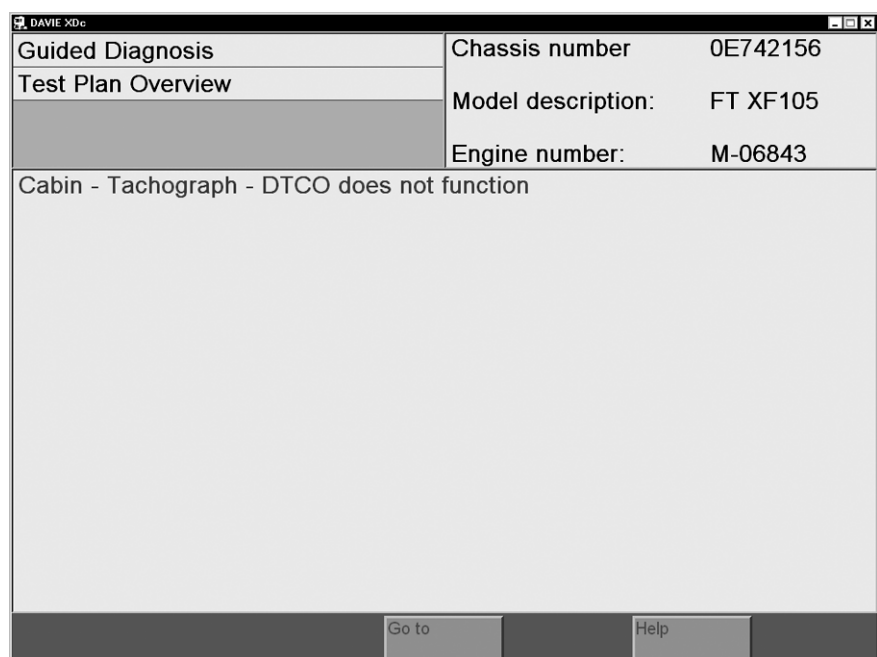 DAVIE XDc
Guided Diagnosis
Test Plan Overview
Chassis number 0E742156
Model description: FT XF105
Engine number: M-06843
Cabin - Tachograph - DTCO does not function
Go to
Help